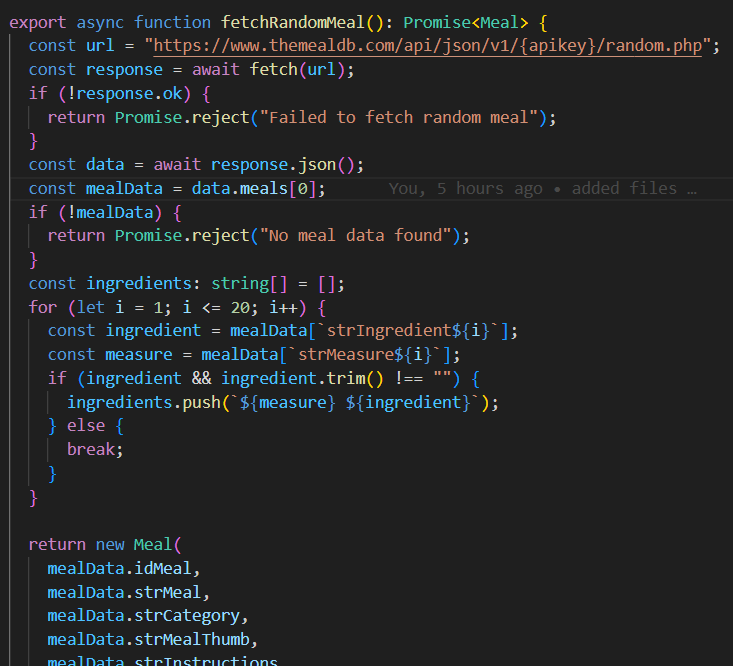 export async function fetchRandomMeal(): Promise<Meal> {
const url = "https://www.themealdb.com/api/json/v1/{apikey}/random.php";
const response = await fetch(url);
if (!response.ok) {
return Promise.reject("Failed to fetch random meal");
}
const data = await response.json();
const mealData = data.meals[0]; You, 5 hours ago • added files …
if (!mealData) {
return Promise.reject("No meal data found");
}
const ingredients: string[] = [];
for (let i = 1; i <= 20; i++) {
const ingredient = mealData[`strIngredient${i}`];
const measure = mealData[`strMeasure${i}`];
if (ingredient && ingredient.trim() !== "") {
ingredients.push(`${measure} ${ingredient}`);
} else {
break;
}
}
return new Meal(
mealData.idMeal,
mealData.strMeal,
mealData.strCategory,
mealData.strMealThumb,
mealData.strInstructions